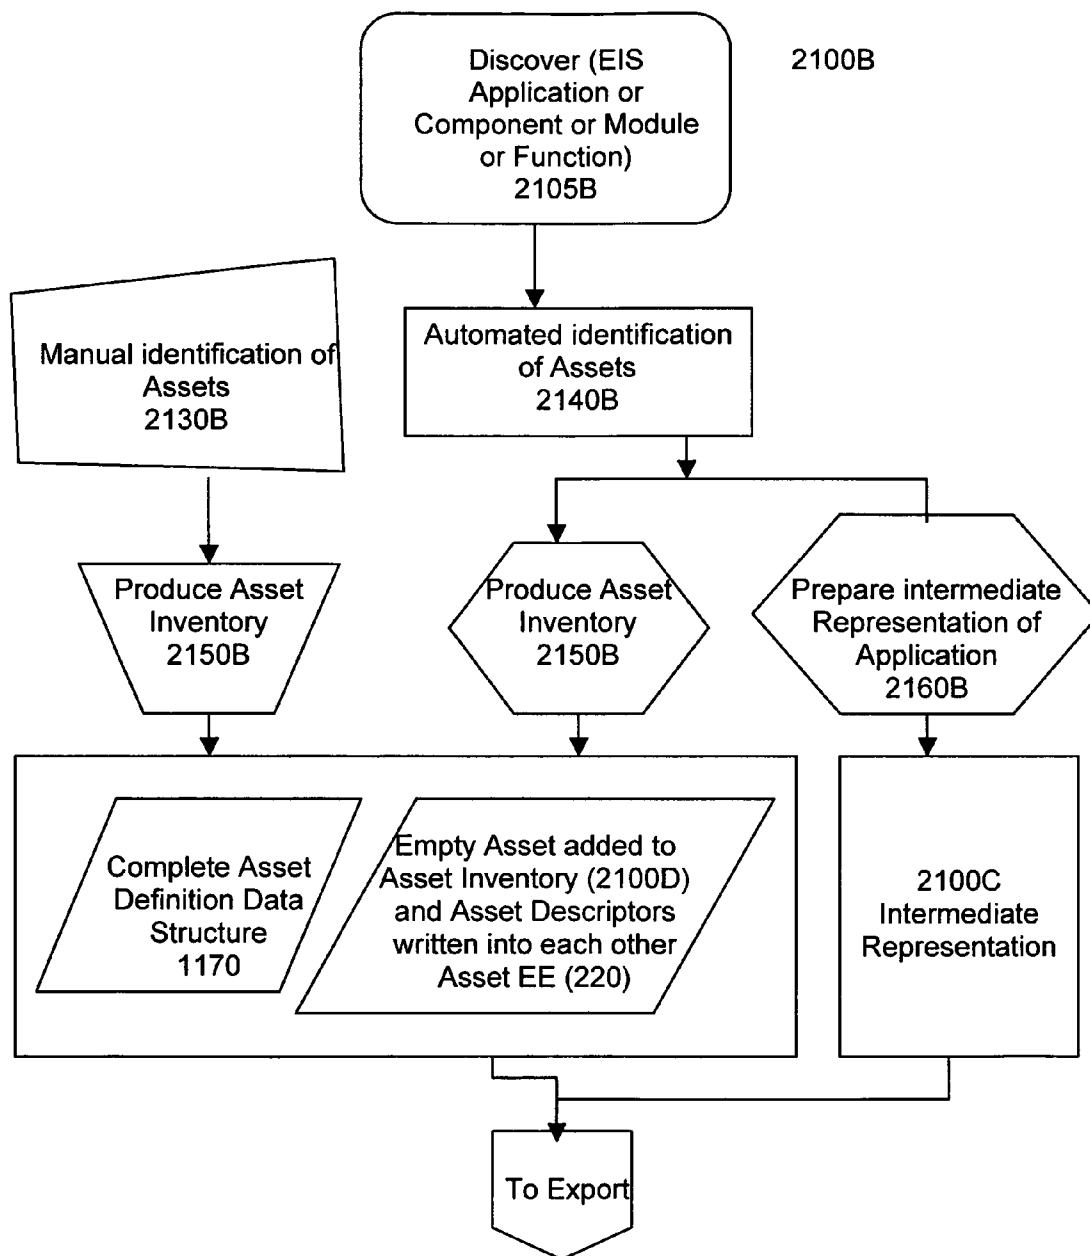 Discover (EIS
Application or
Component or Module
or Function)
2105B
2100B
Manual identification of
Assets
2130B
Automated identification
of Assets
2140B
Produce Asset
Inventory
2150B
Produce Asset
Inventory
2150B
Prepare intermediate
Representation of
Application
2160B
Complete Asset
Definition Data
Structure
1170
Empty Asset added to
Asset Inventory (2100D)
and Asset Descriptors
written into each other
Asset EE (220)
2100C
Intermediate
Representation
To Export